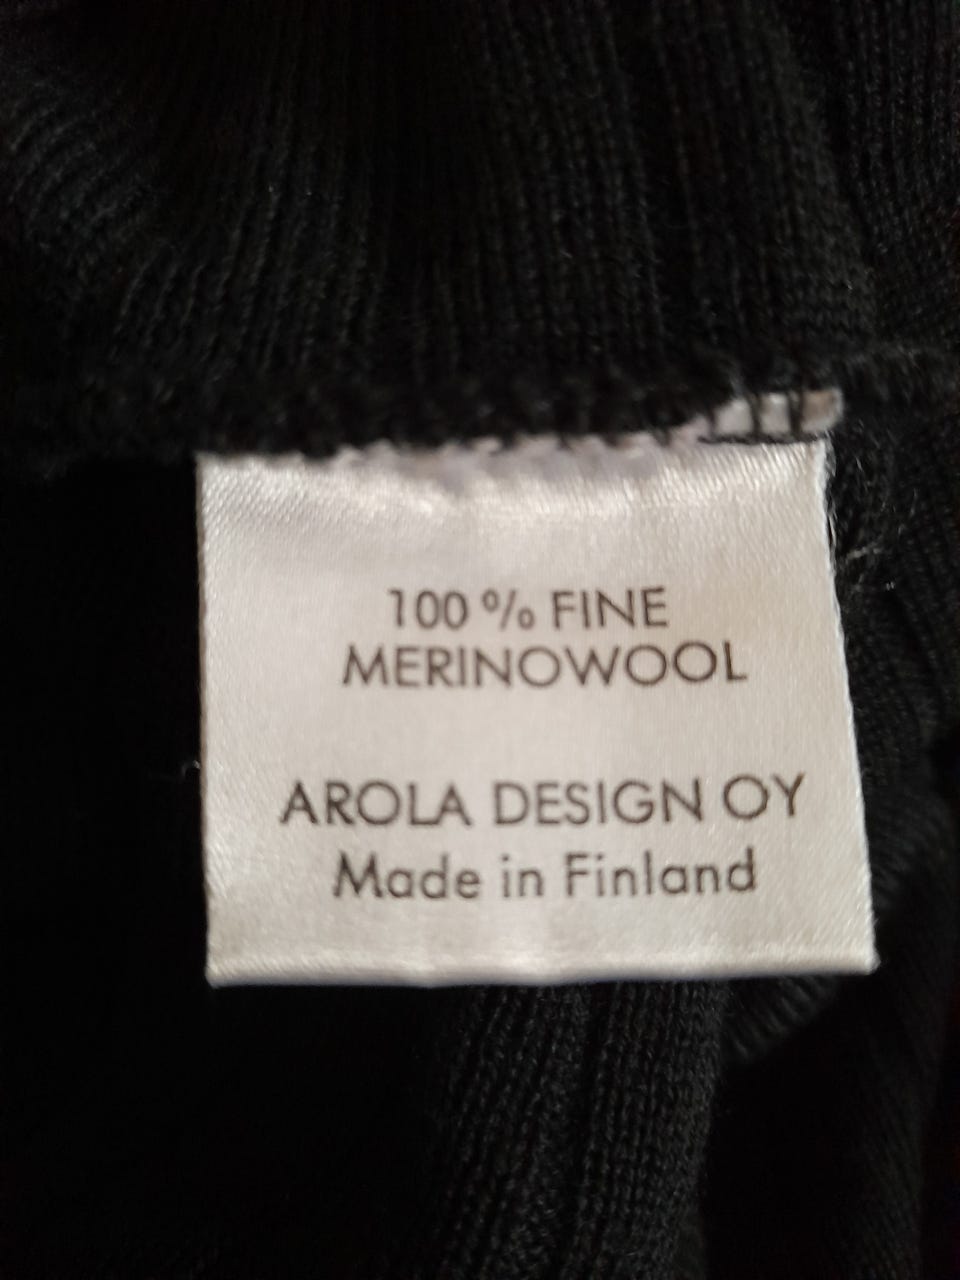 100 % FINE
MERINOWOOL
AROLA DESIGN OY
Made in Finland